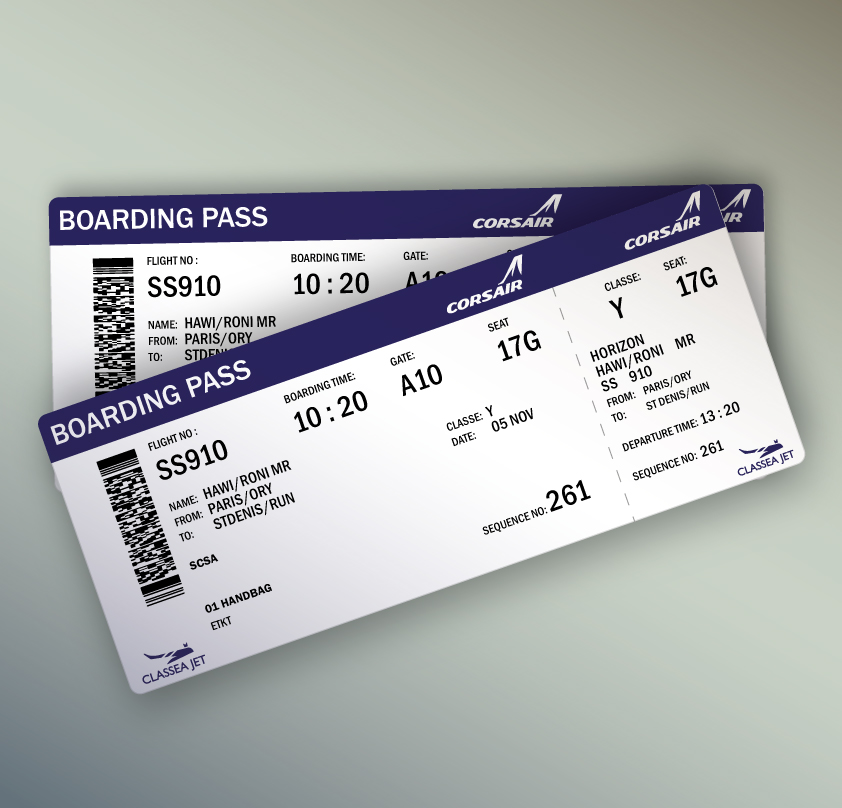 BOARDING PASS
CORSAIR
FLIGHT NO :
SS910
BOARDING TIME:
10 : 20
GATE:
NAME: HAWI/RONI MR
FROM: PARIS/ORY
TO:
BOARDING PASS
CORSAIR
FLIGHT NO :
SS910
BOARDING TIME:
10 : 20
GATE:
A10
SEAT
17G
NAME: HAWI/RONI MR
FROM: PARIS/ORY
TO: STDENIS/RUN
CLASSE: Y
DATE: 05 NOV
SCSA
01 HANDBAG
ETKT
SEQUENCE NO: 261
CLASSEA JET
CORSAIR
CLASSE: SEAT:
Y 17G
HORIZON
HAWI/RONI MR
SS 910
FROM: PARIS/ORY
TO: ST DENIS/RUN
DEPARTURE TIME: 13 : 20
SEQUENCE NO: 261
CLASSEA JET